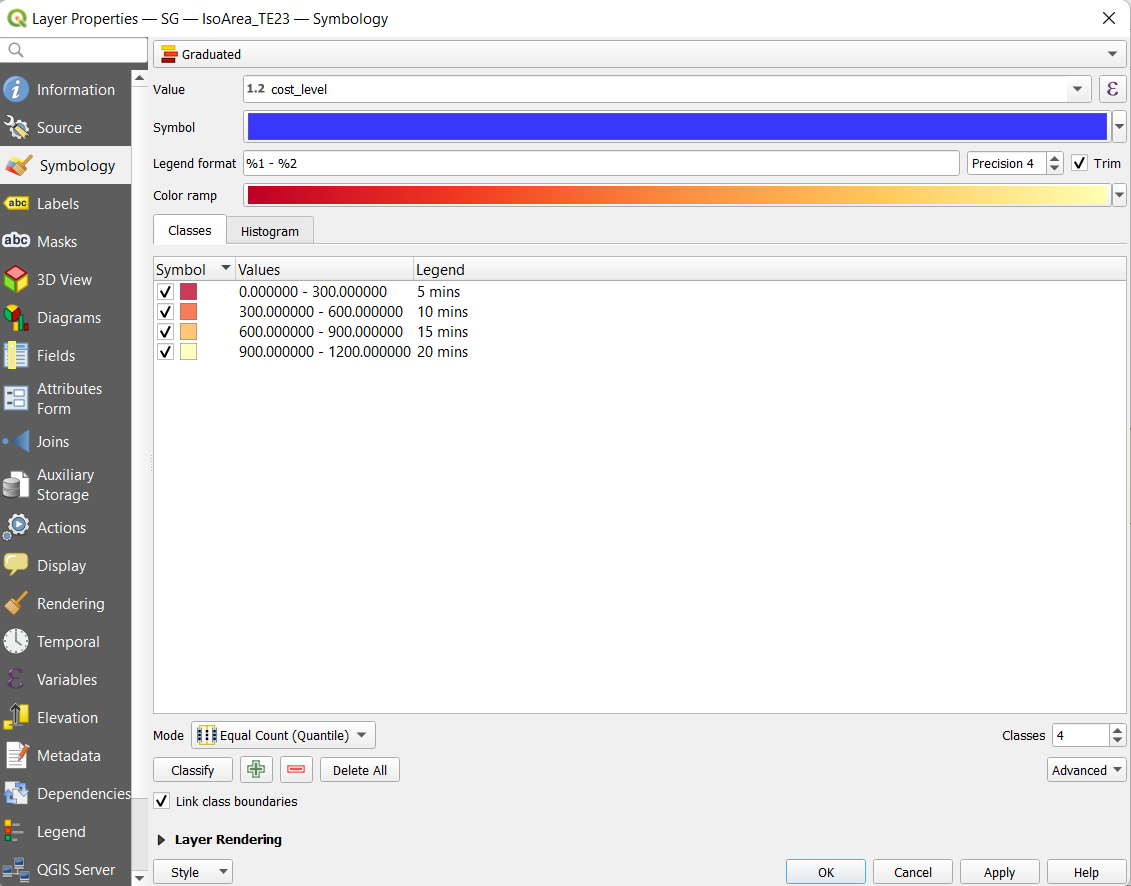 Layer Properties — SG — IsoArea_TE23 — Symbology
Information
Source
Symbology
abc Labels
abc Masks
3D View
Diagrams
Fields
Attributes
Form
Joins
Auxiliary
Storage
Actions
Display
Rendering
Temporal
Variables
Elevation
Metadata
Dependencies
Legend
QGIS Server
Graduated
Value 1.2 cost_level ε
Symbol
Legend format %1 - %2 Precision 4 Trim
Color ramp
Classes Histogram
Symbol Values Legend
0.000000 - 300.000000 5 mins
300.000000 - 600.000000 10 mins
600.000000 - 900.000000 15 mins
900.000000 - 1200.000000 20 mins
Mode Equal Count (Quantile) Classes 4
Classify Delete All Advanced
Link class boundaries
Layer Rendering
Style OK Cancel Apply Help